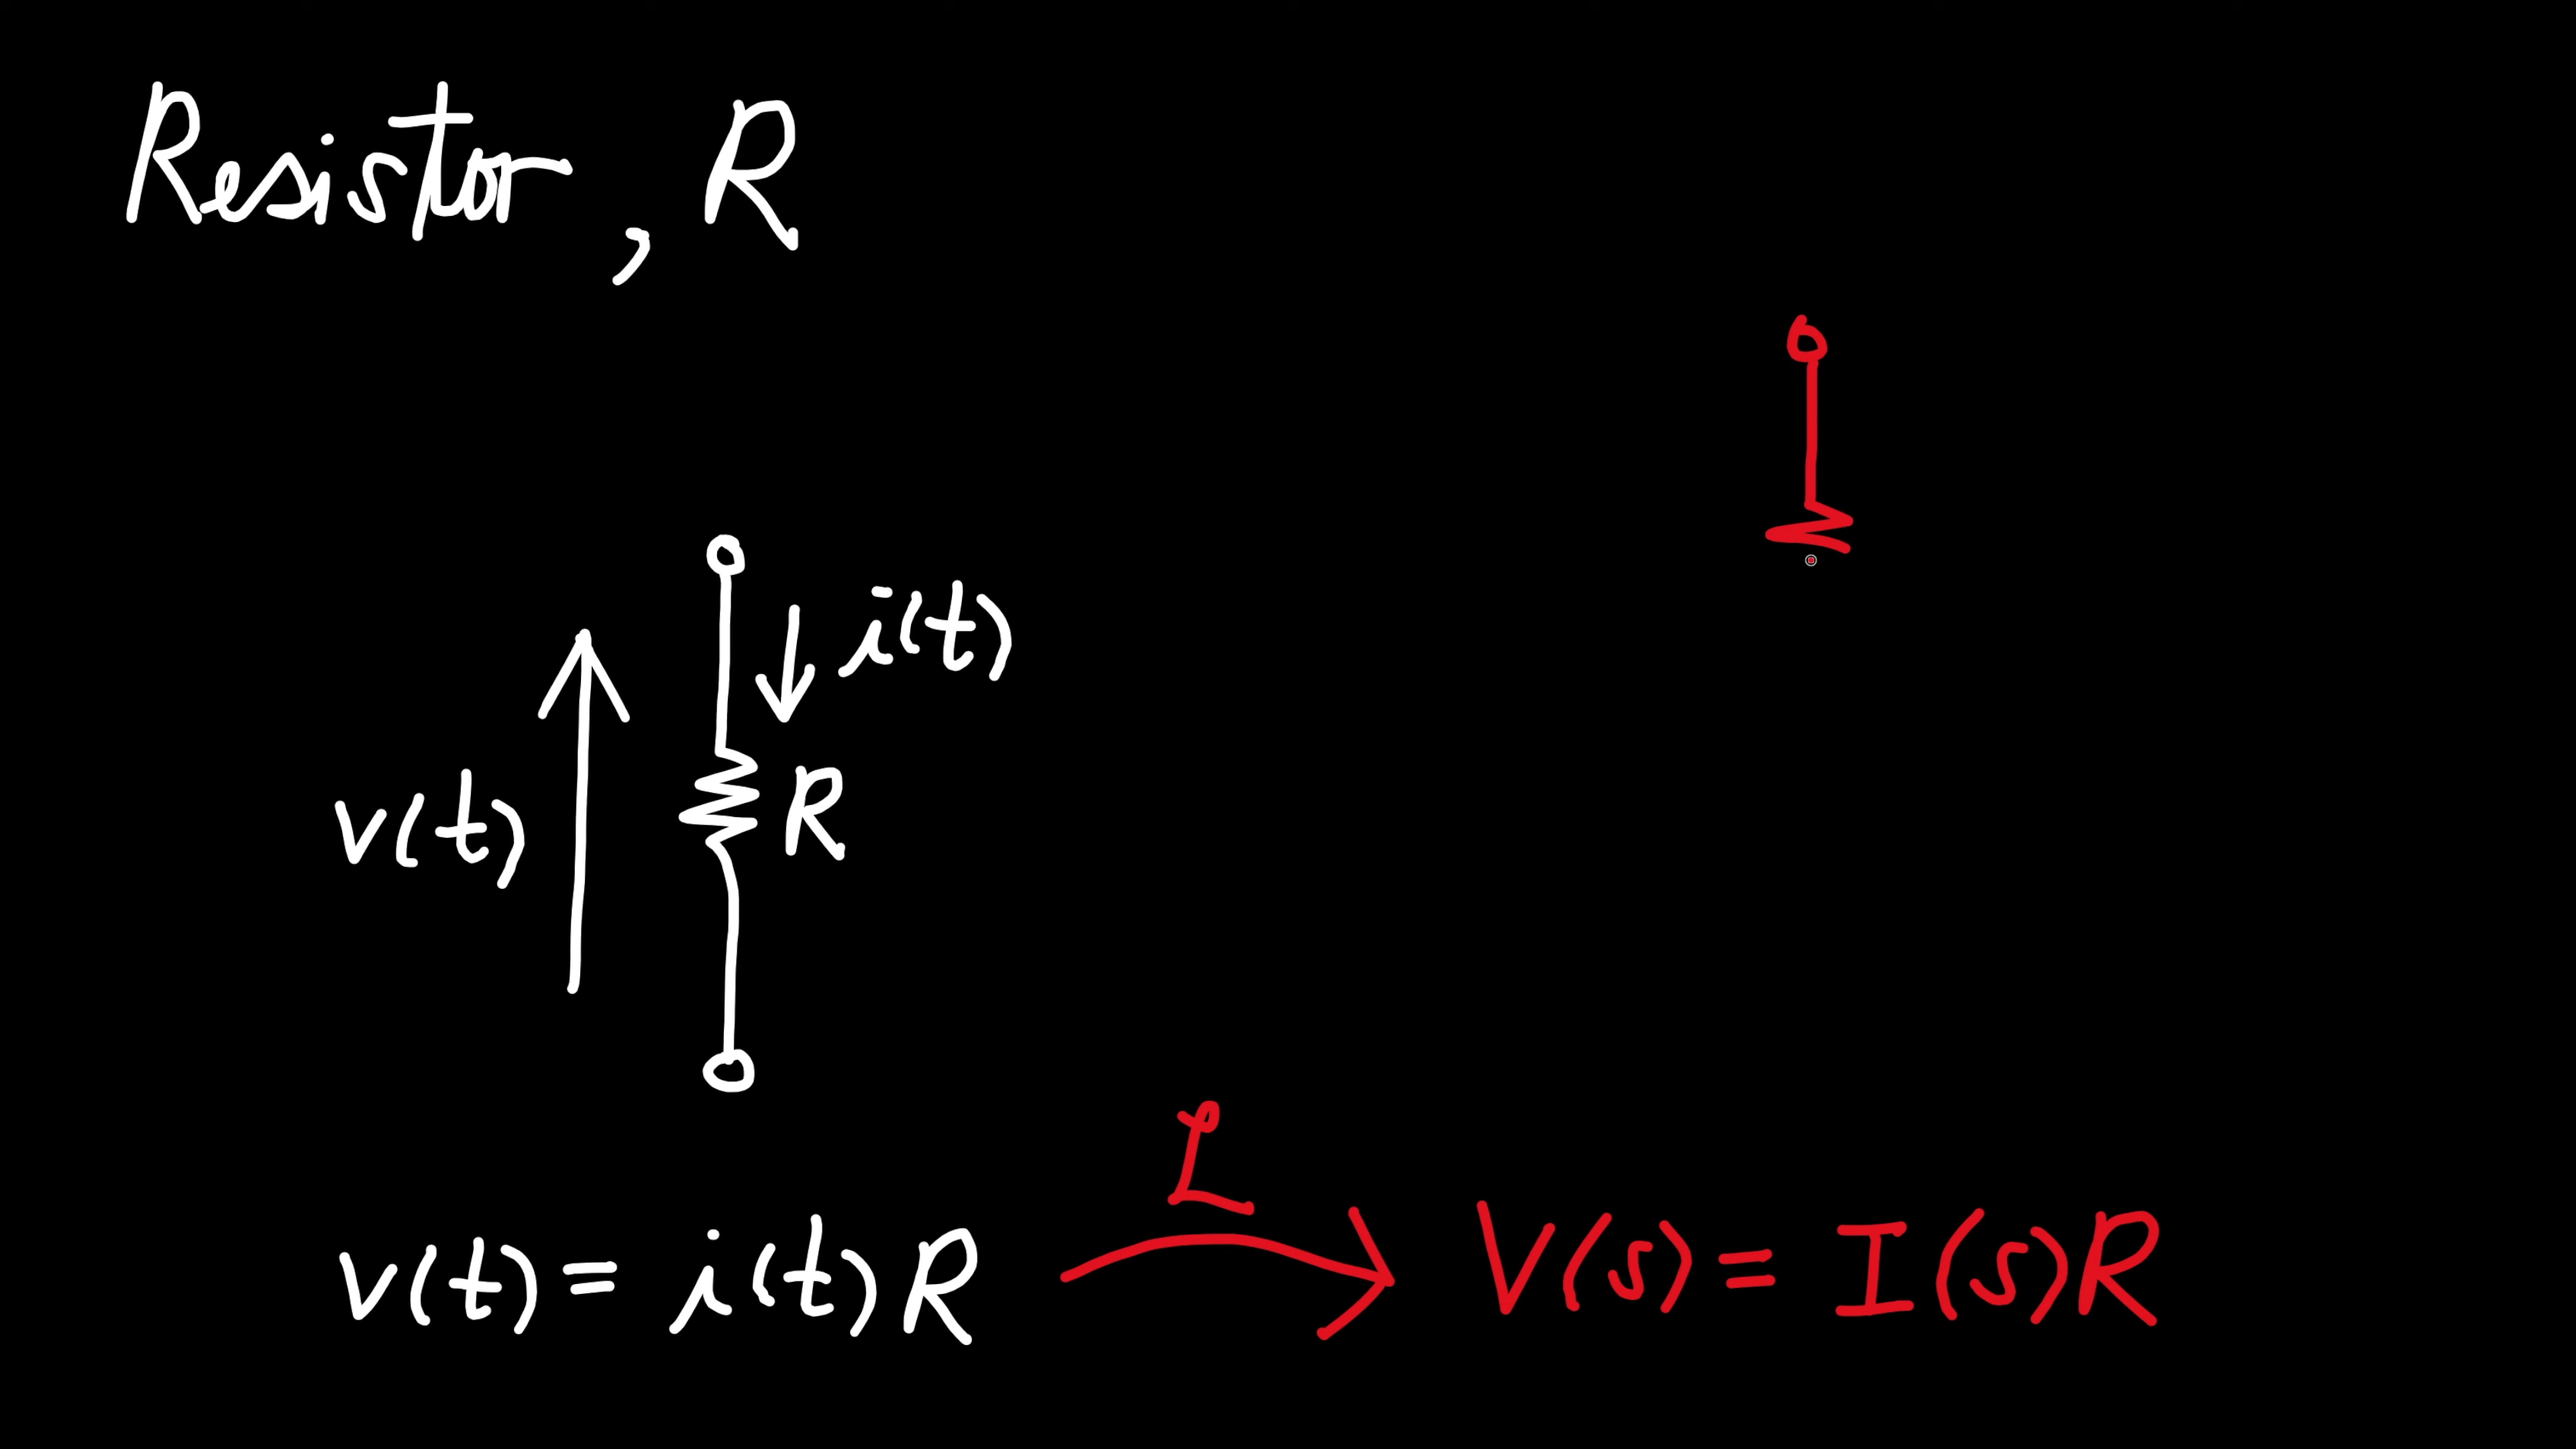 Resistor, R
i(t)
v(t)
R
ℒ
v(t) = i(t)R
V(s) = I(s)R